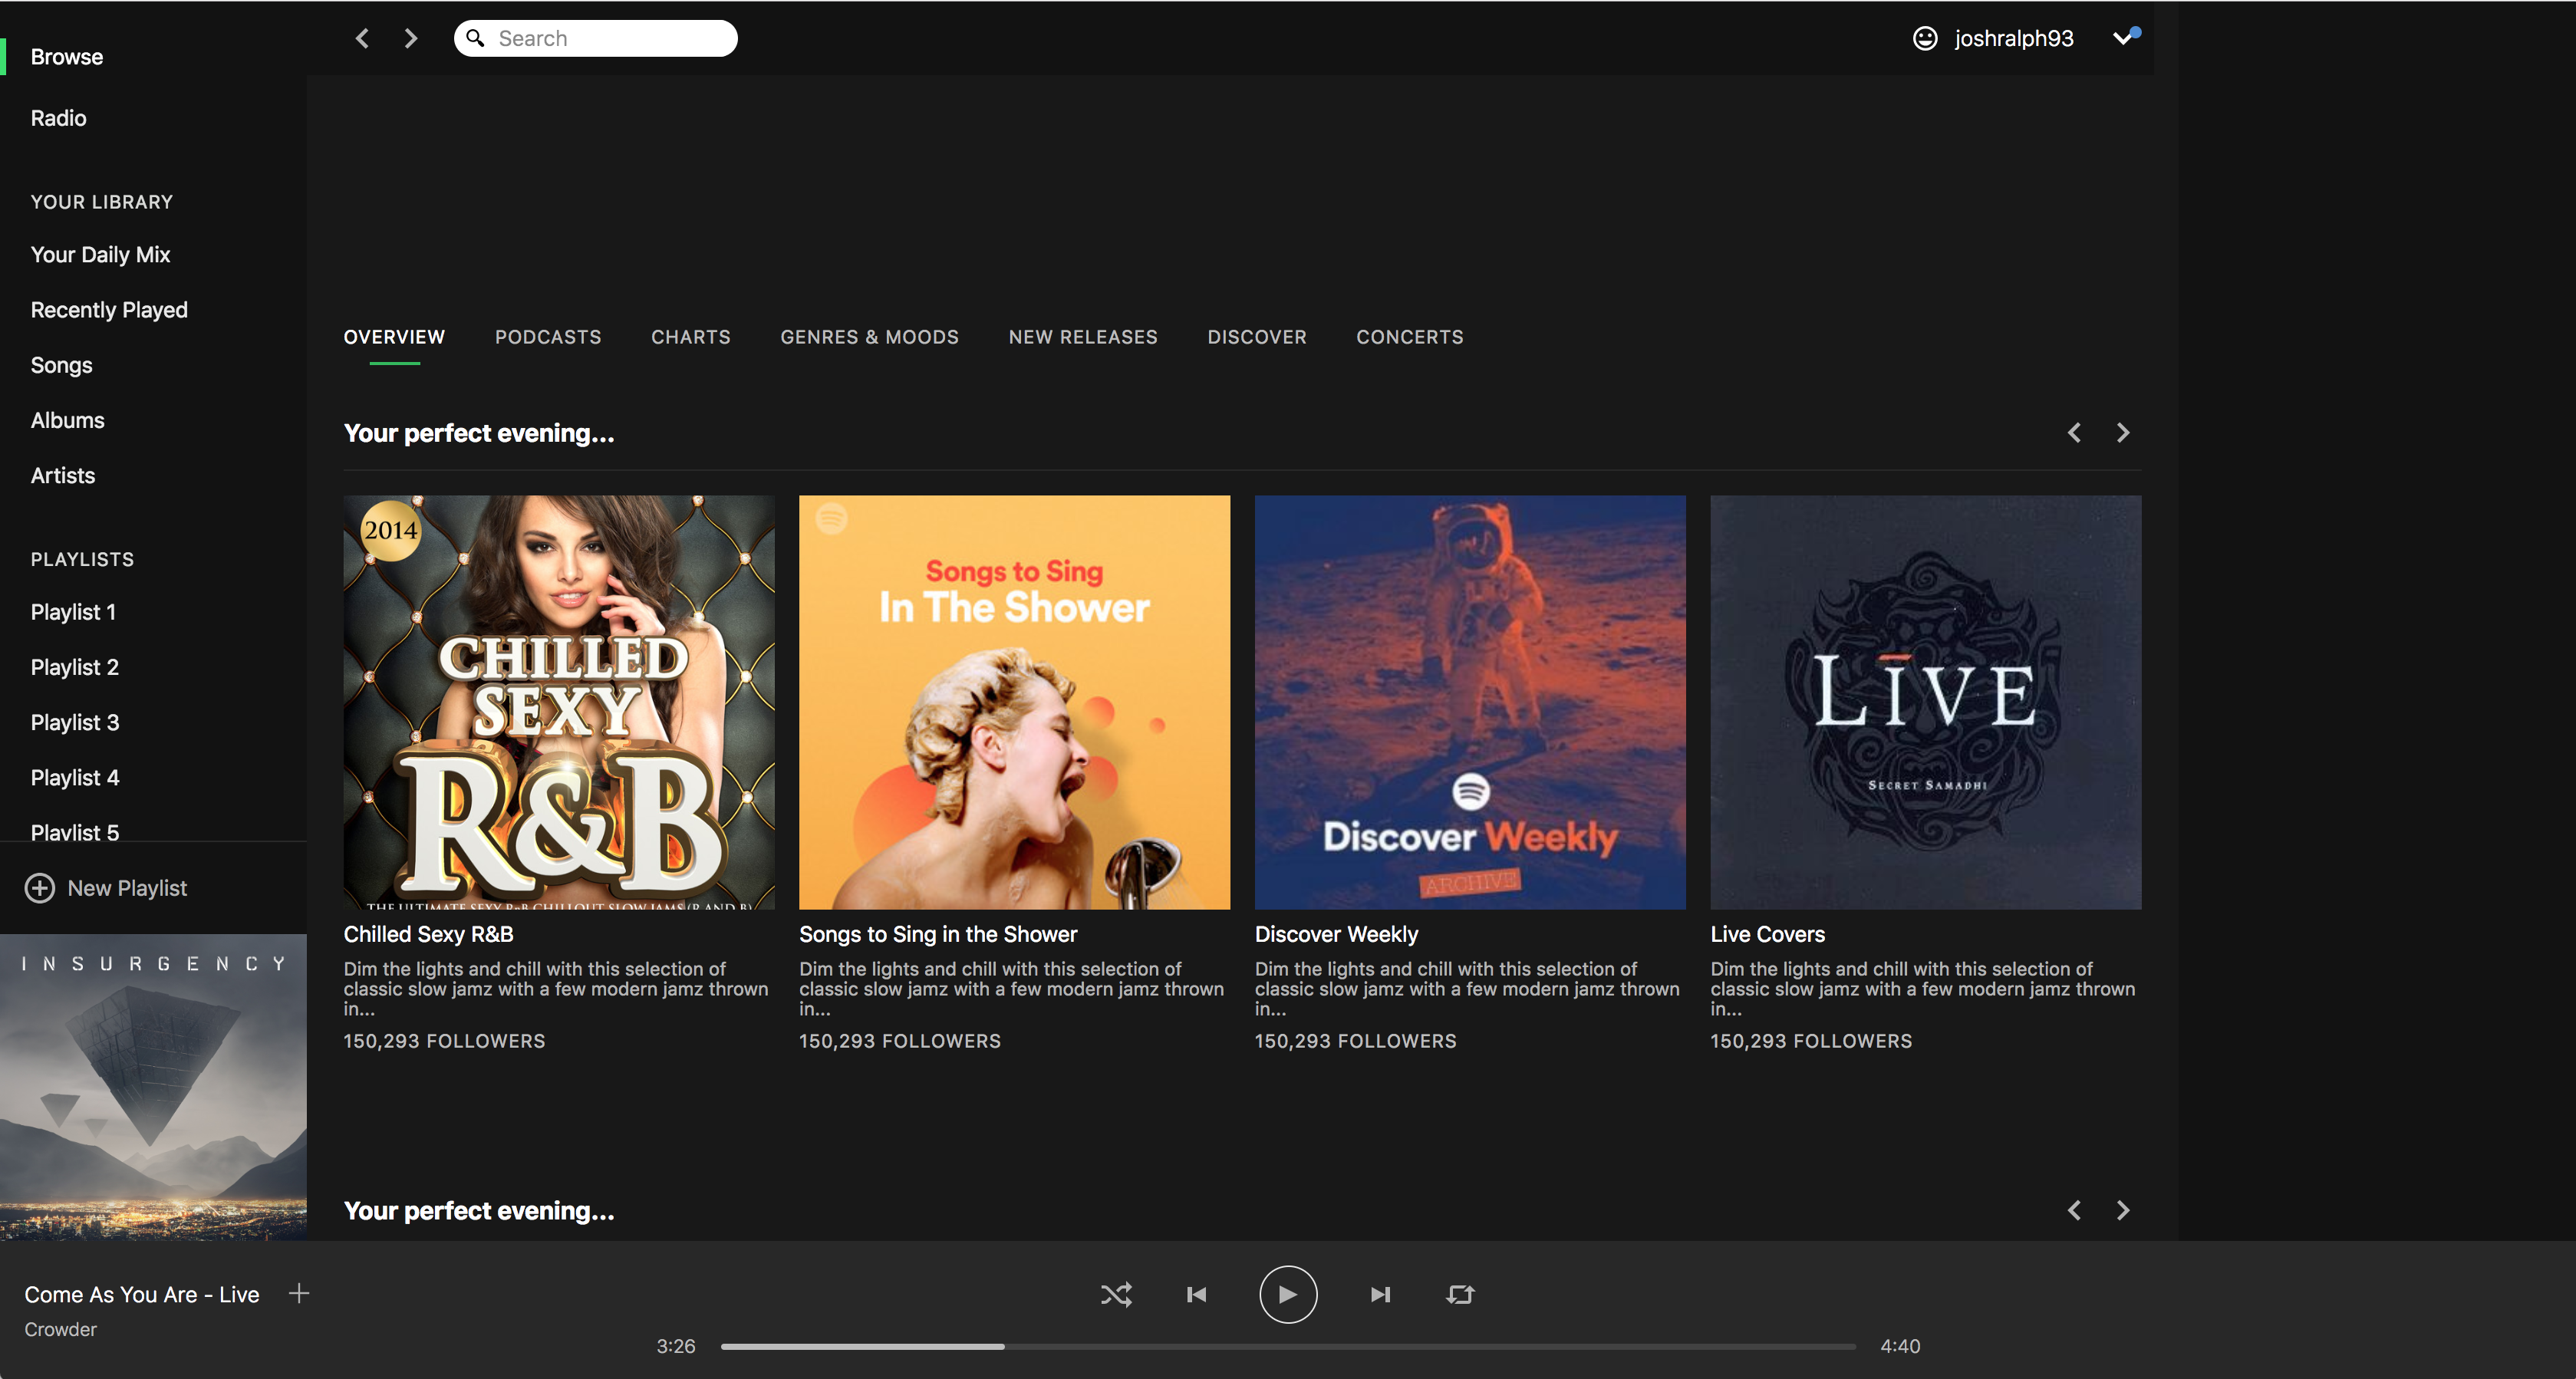 Browse
Radio
YOUR LIBRARY
Your Daily Mix
Recently Played
Songs
Albums
Artists
PLAYLISTS
Playlist 1
Playlist 2
Playlist 3
Playlist 4
Playlist 5
New Playlist
INSURGENCY
Search
joshralph93
OVERVIEW PODCASTS CHARTS GENRES & MOODS NEW RELEASES DISCOVER CONCERTS
Your perfect evening...
2014
CHILLED
SEXY
R&B
THE ULTIMATE SEXY R&B CHILLOUT SLOW JAMS (R AND B)
Chilled Sexy R&B
Dim the lights and chill with this selection of
classic slow jamz with a few modern jamz thrown
in...
150,293 FOLLOWERS
Songs to Sing
In The Shower
Songs to Sing in the Shower
Dim the lights and chill with this selection of
classic slow jamz with a few modern jamz thrown
in...
150,293 FOLLOWERS
Discover Weekly
ARCHIVE
Discover Weekly
Dim the lights and chill with this selection of
classic slow jamz with a few modern jamz thrown
in...
150,293 FOLLOWERS
LĪVE
SECRET SAMADHI
Live Covers
Dim the lights and chill with this selection of
classic slow jamz with a few modern jamz thrown
in...
150,293 FOLLOWERS
Your perfect evening...
Come As You Are - Live
Crowder
3:26
4:40